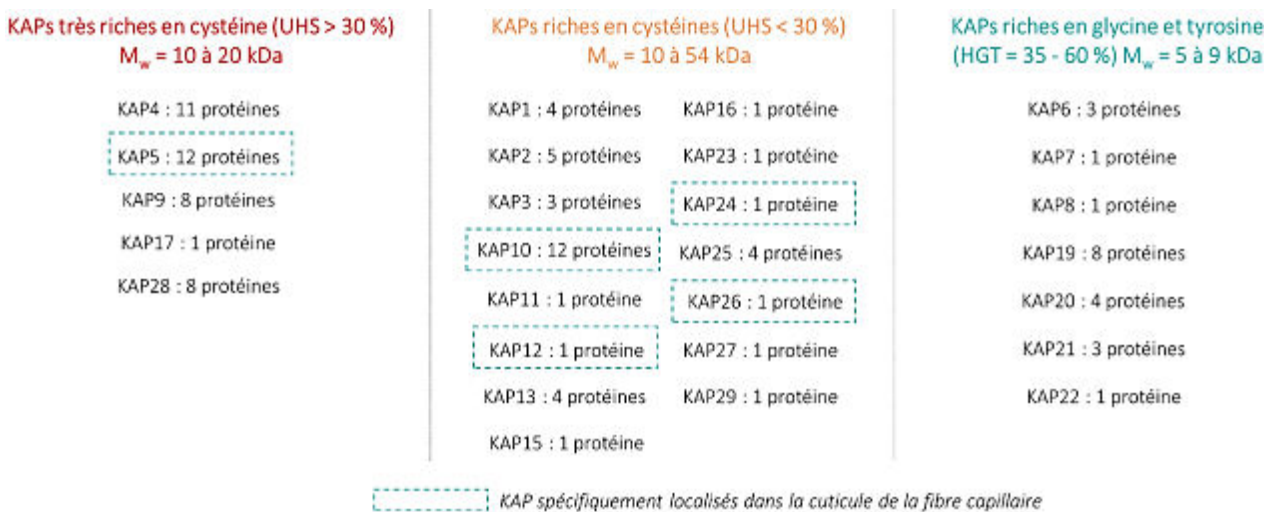 KAPs très riches en cystéine (UHS > 30 %)
M_w = 10 à 20 kDa
KAP4 : 11 protéines
KAP5 : 12 protéines
KAP9 : 8 protéines
KAP17 : 1 protéine
KAP28 : 8 protéines
KAPs riches en cystéines (UHS < 30 %)
M_w = 10 à 54 kDa
KAP1 : 4 protéines
KAP2 : 5 protéines
KAP3 : 3 protéines
KAP10 : 12 protéines
KAP11 : 1 protéine
KAP12 : 1 protéine
KAP13 : 4 protéines
KAP15 : 1 protéine
KAP16 : 1 protéine
KAP23 : 1 protéine
KAP24 : 1 protéine
KAP25 : 4 protéines
KAP26 : 1 protéine
KAP27 : 1 protéine
KAP29 : 1 protéine
KAPs riches en glycine et tyrosine
(HGT = 35 - 60 %) M_w = 5 à 9 kDa
KAP6 : 3 protéines
KAP7 : 1 protéine
KAP8 : 1 protéine
KAP19 : 8 protéines
KAP20 : 4 protéines
KAP21 : 3 protéines
KAP22 : 1 protéine
KAP spécifiquement localisés dans la cuticule de la fibre capillaire